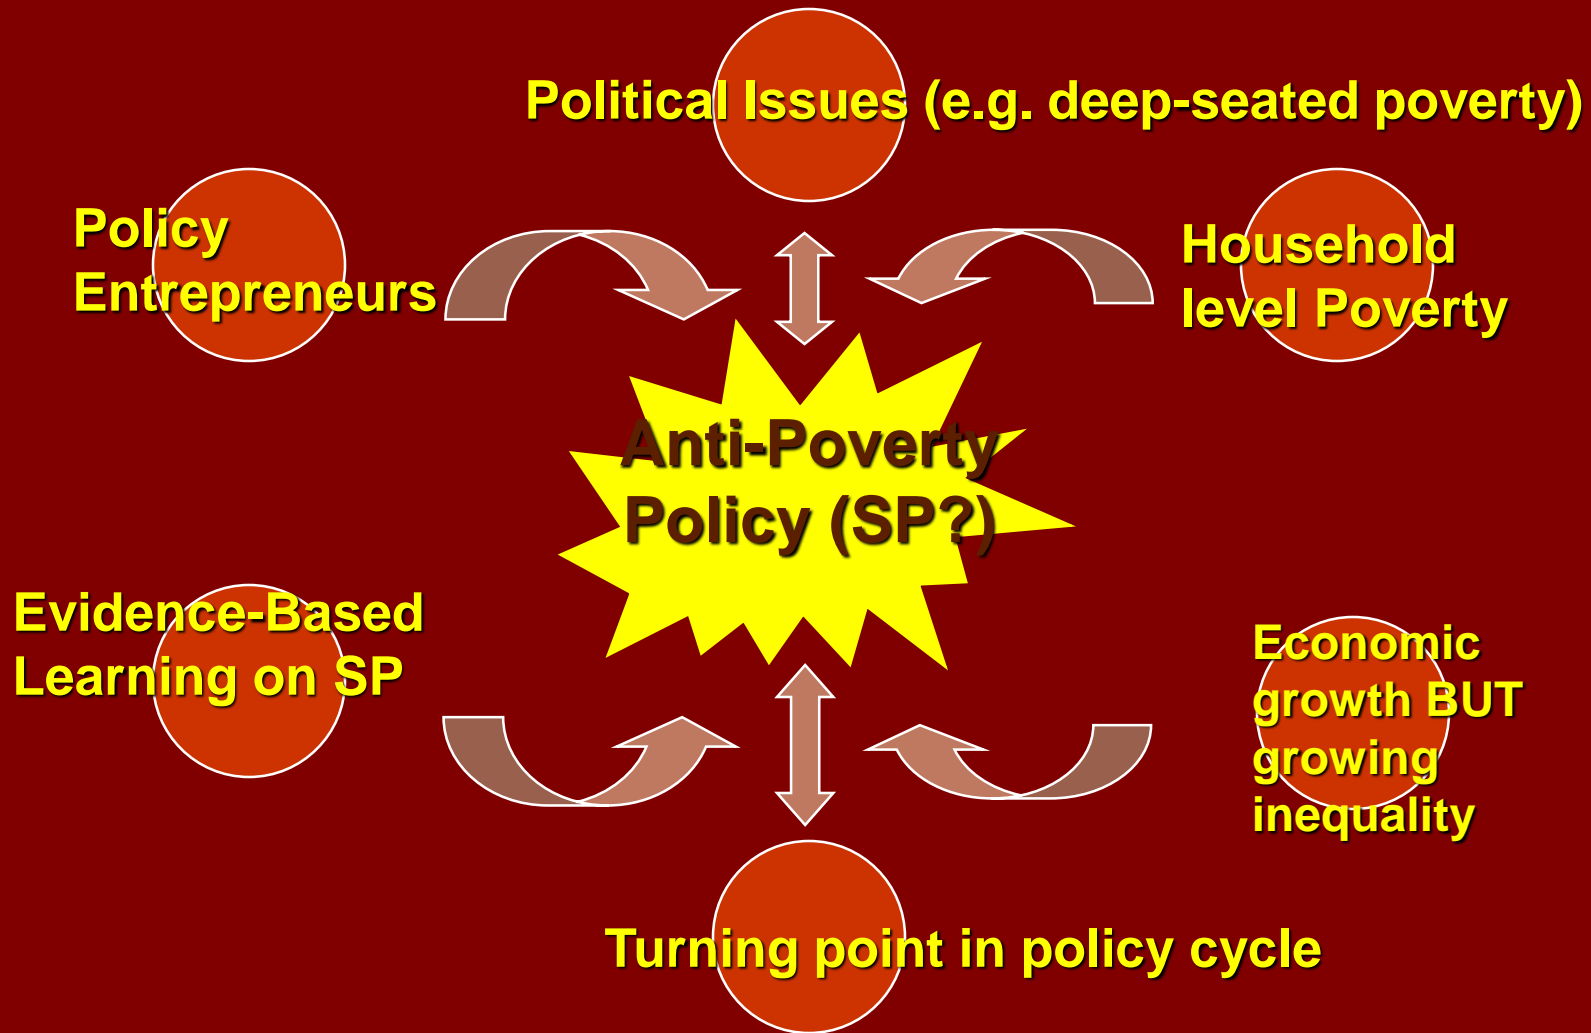 Political Issues (e.g. deep-seated poverty)
Policy
Entrepreneurs
Household
level Poverty
Anti-Poverty
Policy (SP?)
Evidence-Based
Learning on SP
Economic
growth BUT
growing
inequality
Turning point in policy cycle